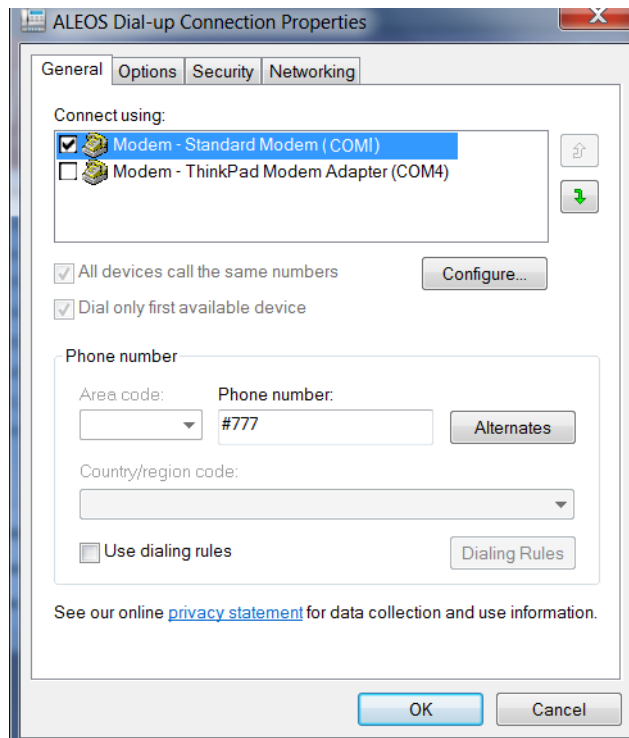 ALEOS Dial-up Connection Properties
General Options Security Networking
Connect using:
Modem - Standard Modem (COM1)
Modem - ThinkPad Modem Adapter (COM4)
All devices call the same numbers
Configure...
Dial only first available device
Phone number
Area code: Phone number:
#777
Alternates
Country/region code:
Use dialing rules
Dialing Rules
See our online privacy statement for data collection and use information.
OK Cancel